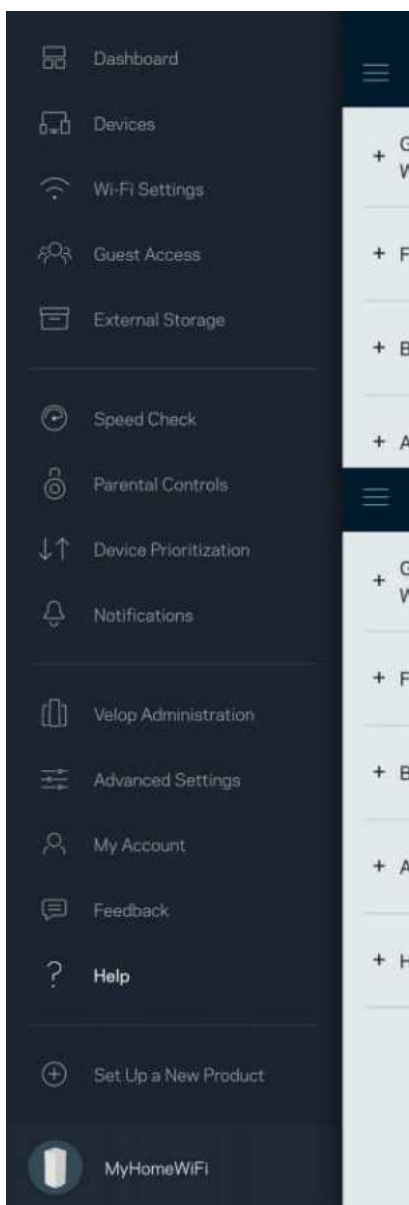 Dashboard
Devices
Wi-Fi Settings
Guest Access
External Storage
Speed Check
Parental Controls
Device Prioritization
Notifications
Velop Administration
Advanced Settings
My Account
Feedback
? Help
Set Up a New Product
MyHomeWiFi
+ G
W
+ F
+ B
+ A
+ G
W
+ F
+ B
+ A
+ H